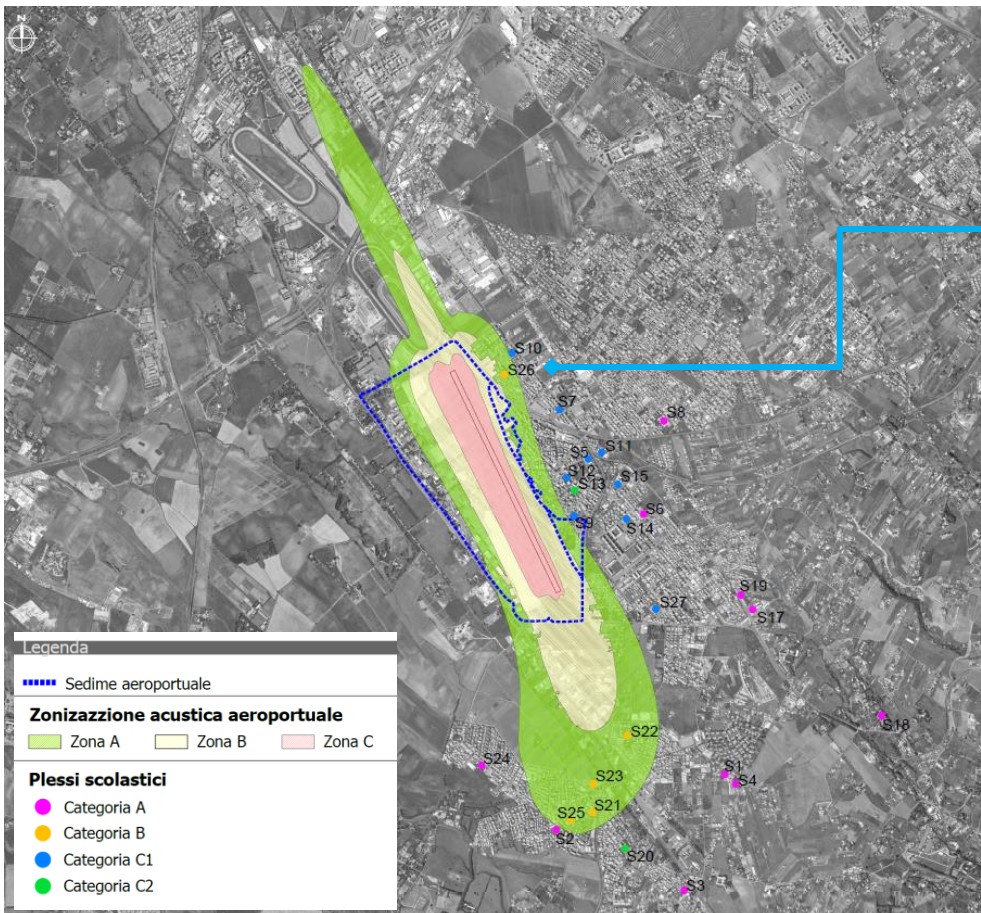 N
S10
S26
S7
S8
S11
S5
S12
S13
S15
S9
S6
S14
S19
S17
S27
S18
S22
S24
S1
S4
S23
S21
S25
S2
S20
S3
Legenda
Sedime aeroportuale
Zonizazzione acustica aeroportuale
Zona A
Zona B
Zona C
Plessi scolastici
Categoria A
Categoria B
Categoria C1
Categoria C2